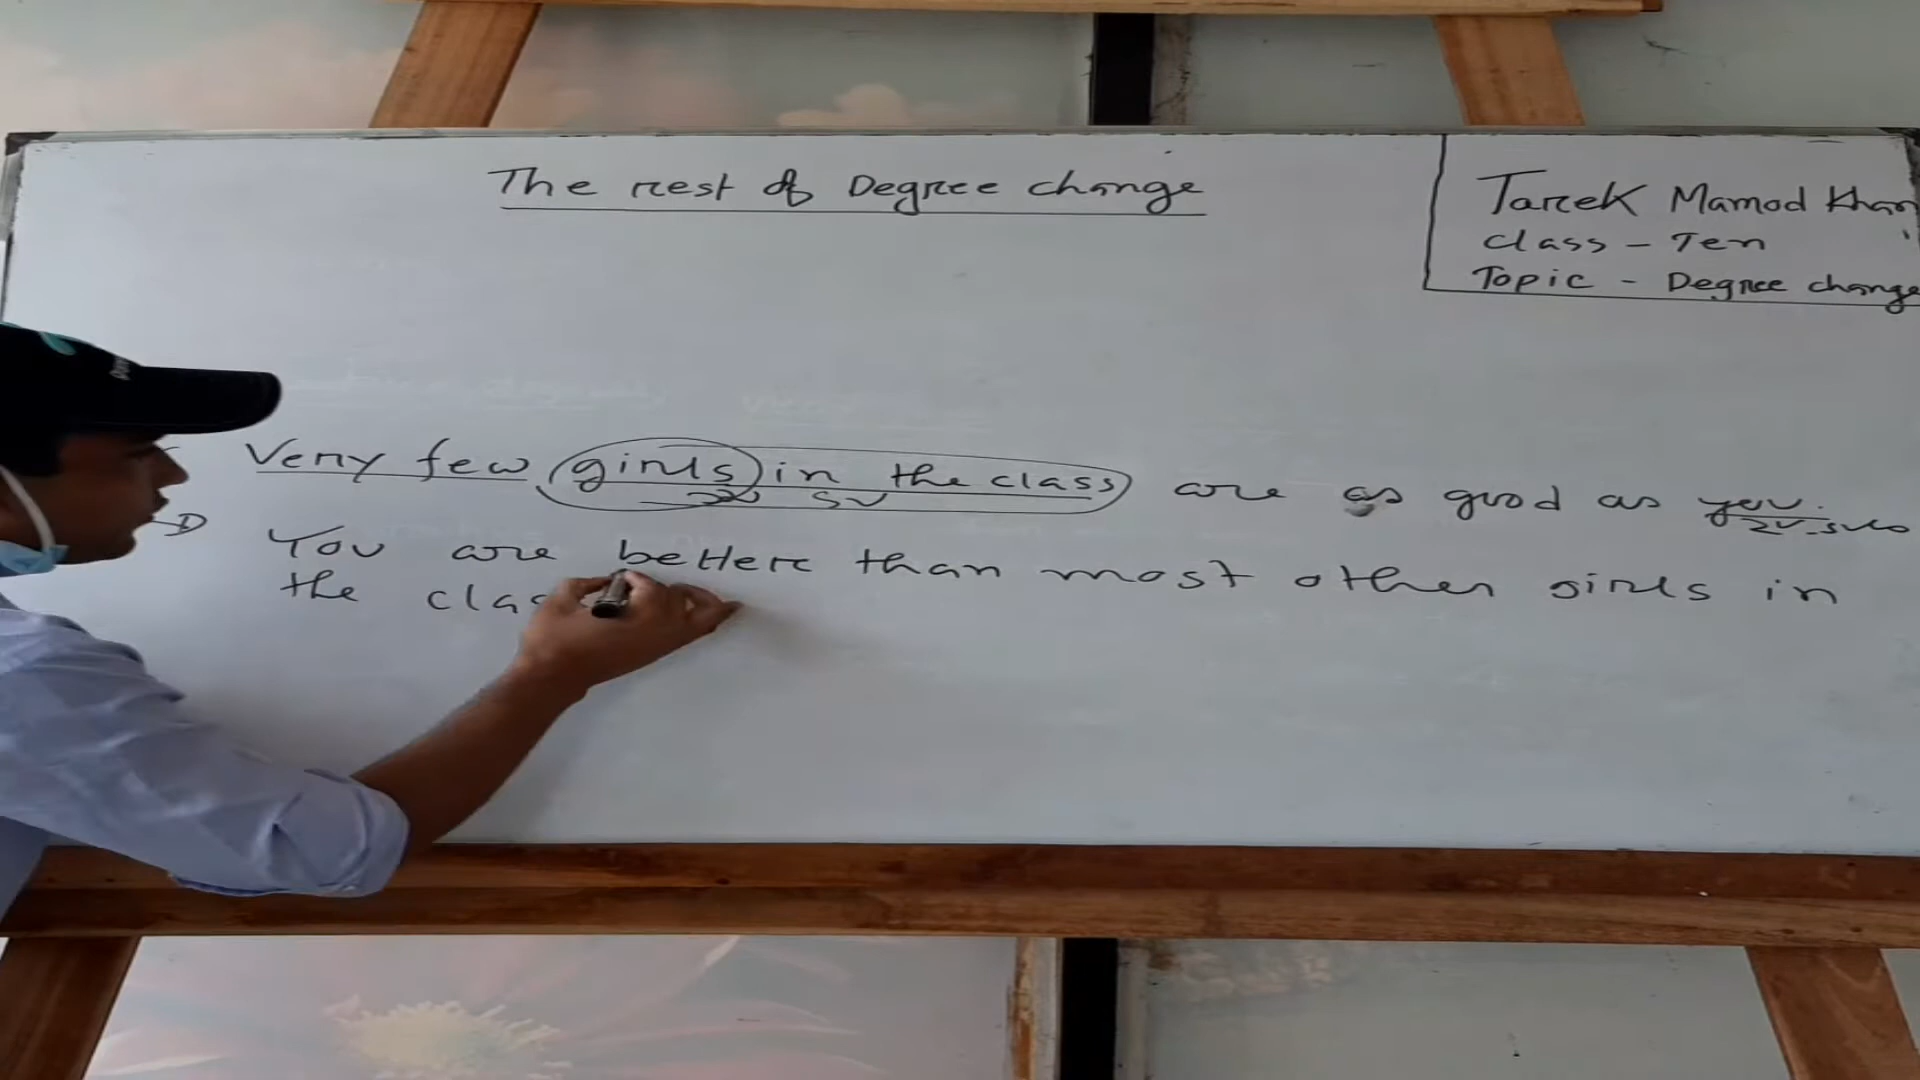 The rest of Degree change
Tarek Mamod Khan
class - Ten
Topic - Degree change
Very few girls in the class are as good as you.
You are better than most other girls in
the class